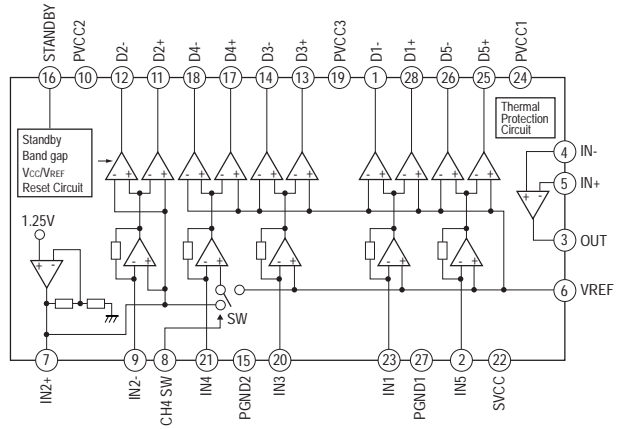 STANDBY
PVCC2
D2-
D2+
D4-
D4+
D3-
D3+
PVCC3
D1-
D1+
D5-
D5+
PVCC1
16
10
12
11
18
17
14
13
19
1
28
26
25
24
Standby
Band gap
VCC/VREF
Reset Circuit
Thermal
Protection
Circuit
4 IN-
5 IN+
3 OUT
6 VREF
1.25V
- + - + - + - + - + - + - + - + - + - +
- +
+ -
- + - + - + - + - +
SW
7
9
8
21
15
20
23
27
2
22
IN2+
IN2-
CH4 SW
IN4
PGND2
IN3
IN1
PGND1
IN5
SVCC